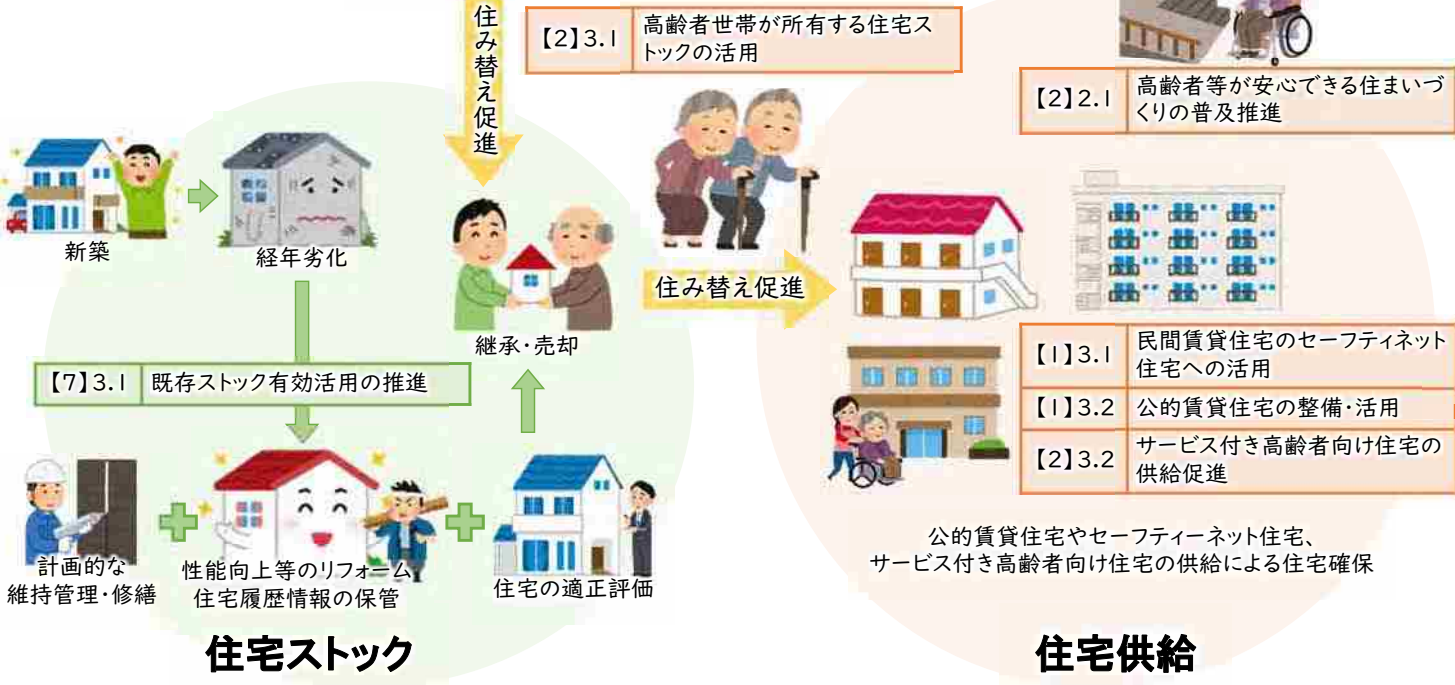 住み替え促進
【2】3.1
高齢者世帯が所有する住宅ス
トックの活用
【2】2.1
高齢者等が安心できる住まいづ
くりの普及推進
新築
経年劣化
継承・売却
住み替え促進
【7】3.1
既存ストック有効活用の推進
【1】3.1
民間賃貸住宅のセーフティネット
住宅への活用
【1】3.2
公的賃貸住宅の整備・活用
【2】3.2
サービス付き高齢者向け住宅の
供給促進
計画的な
維持管理・修繕
性能向上等のリフォーム
住宅履歴情報の保管
住宅の適正評価
公的賃貸住宅やセーフティーネット住宅、
サービス付き高齢者向け住宅の供給による住宅確保
住宅ストック
住宅供給